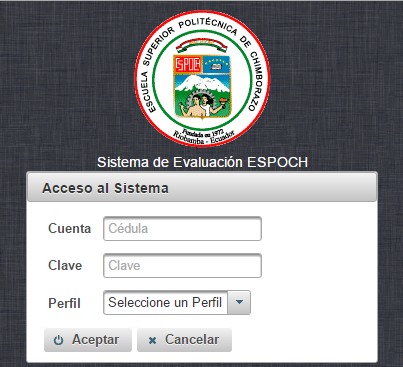 ESCUELA SUPERIOR POLITÉCNICA DE CHIMBORAZO
ESPOCH
Fundada en 1972
Riobamba - Ecuador
Sistema de Evaluación ESPOCH
Acceso al Sistema
Cuenta Cédula
Clave Clave
Perfil Seleccione un Perfil
Aceptar Cancelar